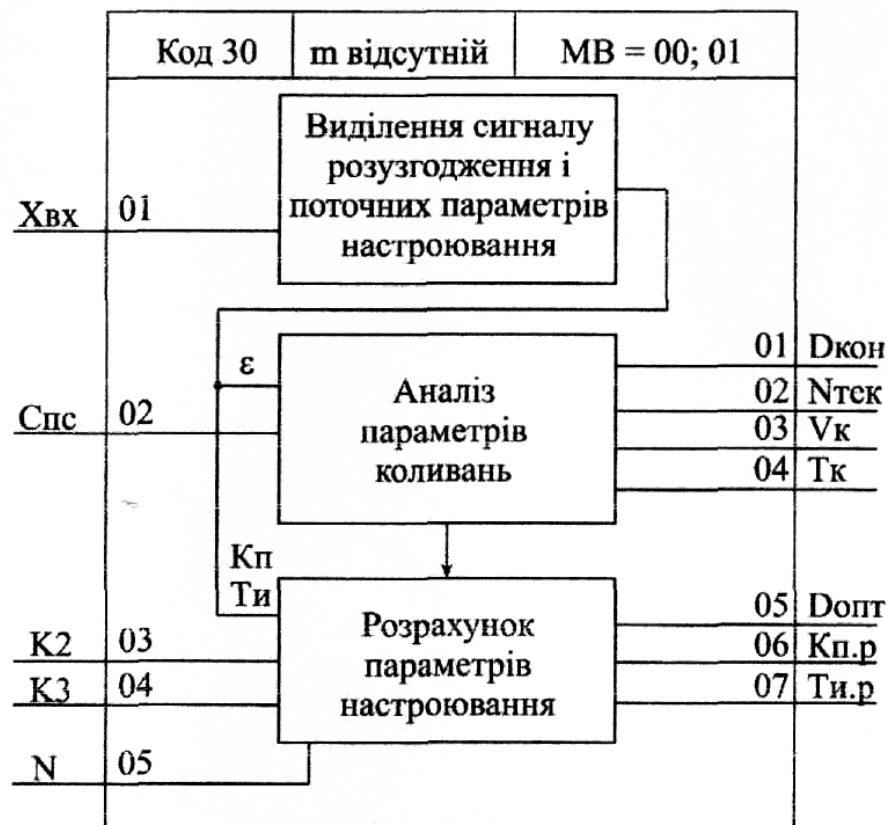 Код 30 m відсутній МВ = 00; 01
Виділення сигналу
розузгодження і
поточних параметрів
настроювання
Хвх 01
ε
Спс 02
Аналіз
параметрів
коливань
01 Dкон
02 Nтек
03 Vк
04 Тк
Кп
Ти
К2 03
К3 04
N 05
Розрахунок
параметрів
настроювання
05 Dопт
06 Кп.р
07 Ти.р